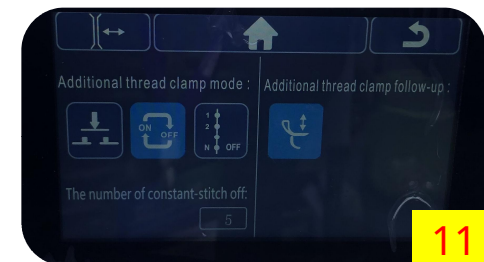 Additional thread clamp mode :
Additional thread clamp follow-up :
ON
OFF
1
2
N
OFF
The number of constant-stitch off:
5
11